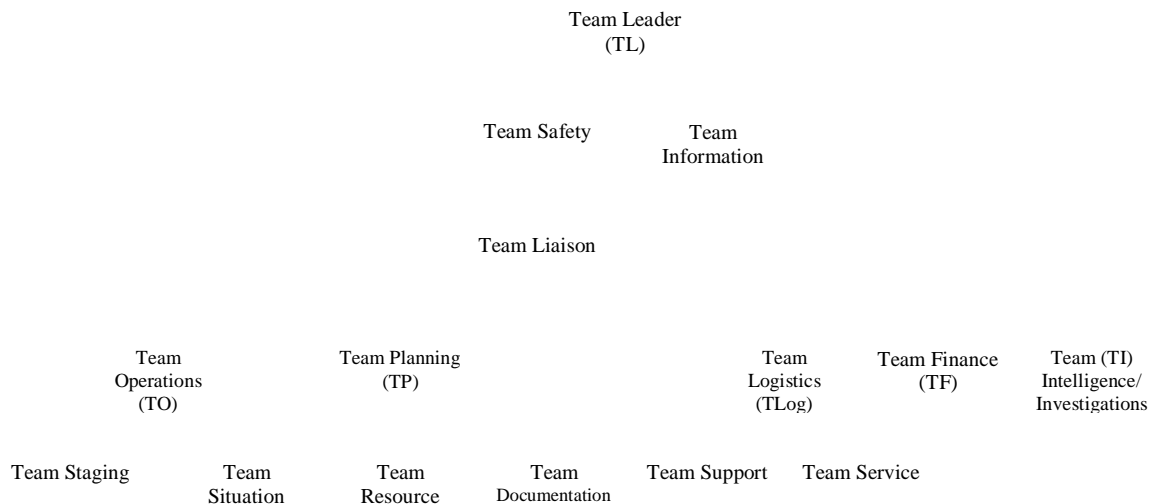 Team Leader
(TL)
Team Safety
Team
Information
Team Liaison
Team
Operations
(TO)
Team Planning
(TP)
Team
Logistics
(TLog)
Team Finance
(TF)
Team (TI)
Intelligence/
Investigations
Team Staging
Team
Situation
Team
Resource
Team
Documentation
Team Support
Team Service